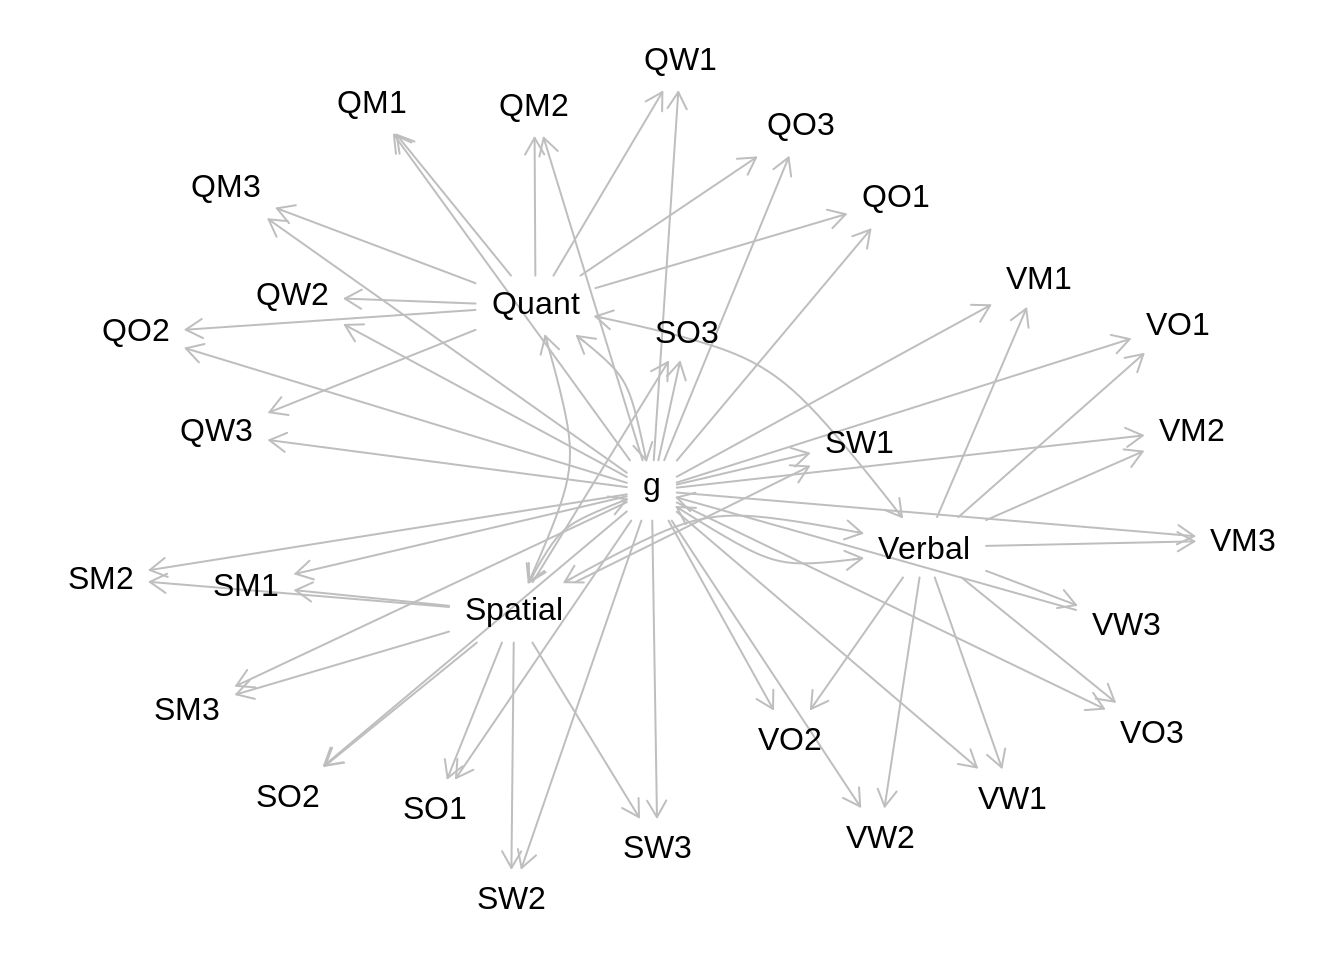 QW1
QM1
QM2
QO3
QM3
QO1
VM1
QW2
Quant
VO1
QO2
SO3
QW3
SW1
VM2
g
VM3
Verbal
SM2
SM1
Spatial
VW3
SM3
VO2
VO3
SO2
SO1
VW1
SW3
VW2
SW2